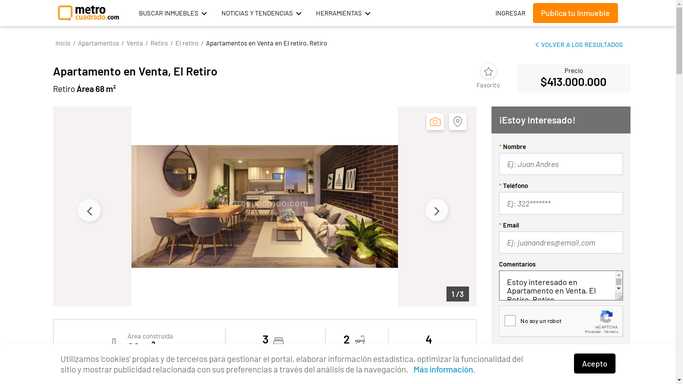 metro
cuadrado.com
BUSCAR INMUEBLES
NOTICIAS Y TENDENCIAS
HERRAMIENTAS
INGRESAR
Publica tu Inmueble
Inicio / Apartamentos / Venta / Retiro / El retiro / Apartamentos en Venta en El retiro, Retiro
VOLVER A LOS RESULTADOS
Apartamento en Venta, El Retiro
Retiro Área 68 m²
Favorito
Precio
$413.000.000
1 /3
¡Estoy Interesado!
* Nombre
Ej: Juan Andres
* Teléfono
Ej: 322*******
* Email
Ej: juanandres@email.com
Comentarios
Estoy interesado en
Apartamento en Venta, El
Retiro, Retiro
No soy un robot
reCAPTCHA
Privacidad - Términos
Área construida
3
2
4
Utilizamos 'cookies' propias y de terceros para gestionar el portal, elaborar información estadística, optimizar la funcionalidad del
sitio y mostrar publicidad relacionada con sus preferencias a través del análisis de la navegación. Más información.
Acepto